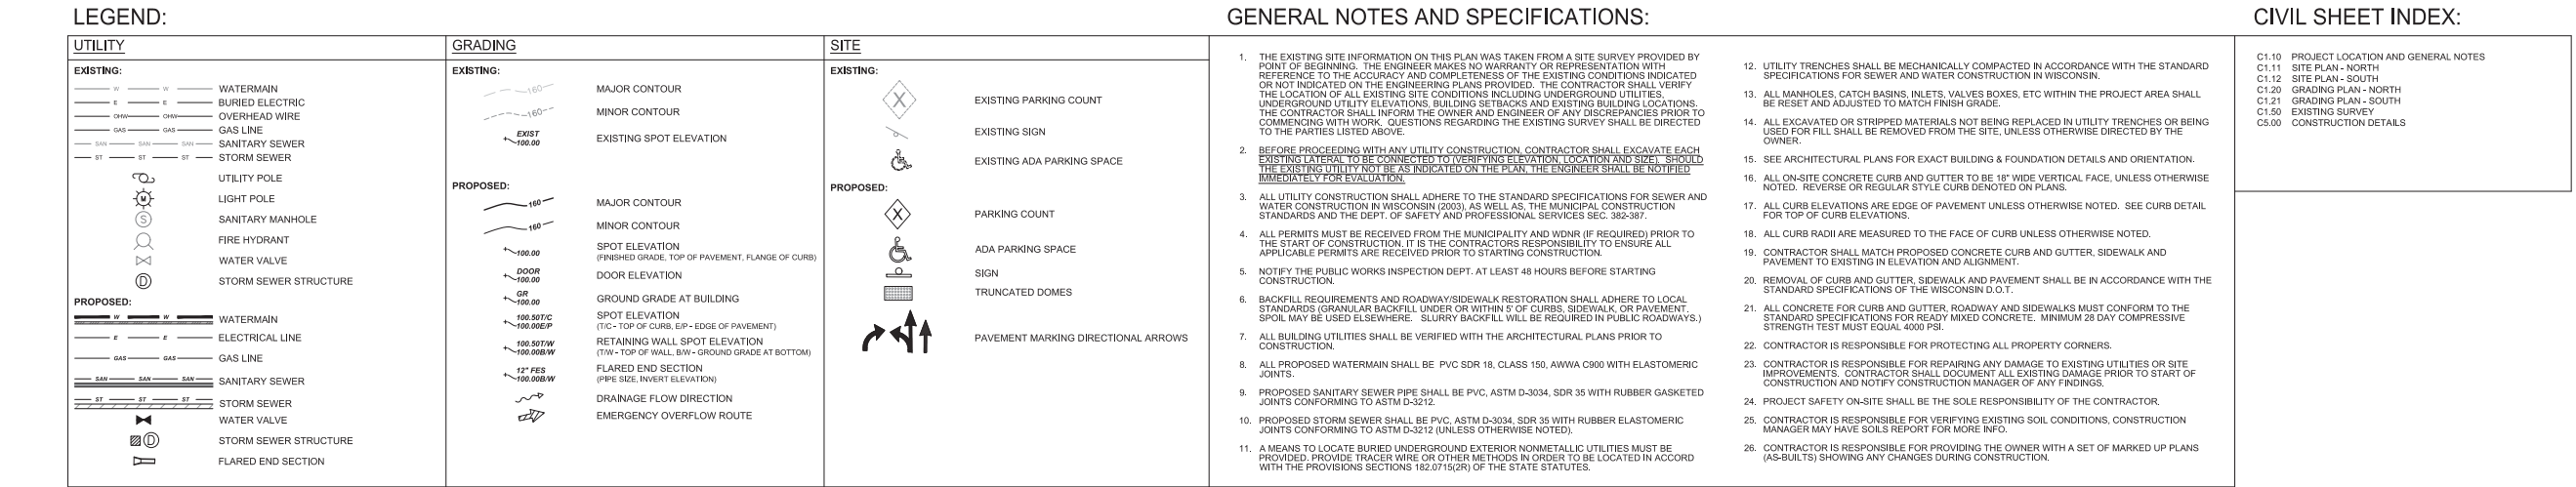 LEGEND:
UTILITY
EXISTING:
W W W WATERMAIN
E E E BURIED ELECTRIC
OHW OHW OVERHEAD WIRE
GAS GAS GAS LINE
SAN SAN SAN SANITARY SEWER
ST ST ST STORM SEWER
UTILITY POLE
M LIGHT POLE
S SANITARY MANHOLE
FIRE HYDRANT
WATER VALVE
D STORM SEWER STRUCTURE
PROPOSED:
W W W WATERMAIN
E E E ELECTRICAL LINE
GAS GAS GAS LINE
SAN SAN SAN SANITARY SEWER
ST ST ST STORM SEWER
WATER VALVE
D STORM SEWER STRUCTURE
FLARED END SECTION
GRADING
EXISTING:
160 MAJOR CONTOUR
160 MINOR CONTOUR
EXIST
100.00 EXISTING SPOT ELEVATION
PROPOSED:
160 MAJOR CONTOUR
160 MINOR CONTOUR
SPOT ELEVATION
100.00 (FINISHED GRADE, TOP OF PAVEMENT, FLANGE OF CURB)
DOOR
100.00 DOOR ELEVATION
GR
100.00 GROUND GRADE AT BUILDING
100.50T/C SPOT ELEVATION
100.00E/P (T/C - TOP OF CURB, E/P - EDGE OF PAVEMENT)
100.50T/W RETAINING WALL SPOT ELEVATION
100.00B/W (T/W - TOP OF WALL, B/W - GROUND GRADE AT BOTTOM)
12" FES FLARED END SECTION
100.00B/W (PIPE SIZE, INVERT ELEVATION)
DRAINAGE FLOW DIRECTION
EMERGENCY OVERFLOW ROUTE
SITE
EXISTING:
X EXISTING PARKING COUNT
EXISTING SIGN
EXISTING ADA PARKING SPACE
PROPOSED:
X PARKING COUNT
ADA PARKING SPACE
SIGN
TRUNCATED DOMES
PAVEMENT MARKING DIRECTIONAL ARROWS
GENERAL NOTES AND SPECIFICATIONS:
1. THE EXISTING SITE INFORMATION ON THIS PLAN WAS TAKEN FROM A SITE SURVEY PROVIDED BY
POINT OF BEGINNING. THE ENGINEER MAKES NO WARRANTY OR REPRESENTATION WITH
REFERENCE TO THE ACCURACY AND COMPLETENESS OF THE EXISTING CONDITIONS INDICATED
OR NOT INDICATED ON THE ENGINEERING PLANS PROVIDED. THE CONTRACTOR SHALL VERIFY
THE LOCATION OF ALL EXISTING SITE CONDITIONS INCLUDING UNDERGROUND UTILITIES,
UNDERGROUND UTILITY ELEVATIONS, BUILDING SETBACKS AND EXISTING BUILDING LOCATIONS.
THE CONTRACTOR SHALL INFORM THE OWNER AND ENGINEER OF ANY DISCREPANCIES PRIOR TO
COMMENCING WITH WORK. QUESTIONS REGARDING THE EXISTING SURVEY SHALL BE DIRECTED
TO THE PARTIES LISTED ABOVE.
2. BEFORE PROCEEDING WITH ANY UTILITY CONSTRUCTION, CONTRACTOR SHALL EXCAVATE EACH
EXISTING LATERAL TO BE CONNECTED TO (VERIFYING ELEVATION, LOCATION AND SIZE). SHOULD
THE EXISTING UTILITY NOT BE AS INDICATED ON THE PLAN, THE ENGINEER SHALL BE NOTIFIED
IMMEDIATELY FOR EVALUATION.
3. ALL UTILITY CONSTRUCTION SHALL ADHERE TO THE STANDARD SPECIFICATIONS FOR SEWER AND
WATER CONSTRUCTION IN WISCONSIN (2003), AS WELL AS, THE MUNICIPAL CONSTRUCTION
STANDARDS AND THE DEPT. OF SAFETY AND PROFESSIONAL SERVICES SEC. 382-387.
4. ALL PERMITS MUST BE RECEIVED FROM THE MUNICIPALITY AND WDNR (IF REQUIRED) PRIOR TO
THE START OF CONSTRUCTION. IT IS THE CONTRACTORS RESPONSIBILITY TO ENSURE ALL
APPLICABLE PERMITS ARE RECEIVED PRIOR TO STARTING CONSTRUCTION.
5. NOTIFY THE PUBLIC WORKS INSPECTION DEPT. AT LEAST 48 HOURS BEFORE STARTING
CONSTRUCTION.
6. BACKFILL REQUIREMENTS AND ROADWAY/SIDEWALK RESTORATION SHALL ADHERE TO LOCAL
STANDARDS (GRANULAR BACKFILL UNDER OR WITHIN 5' OF CURBS, SIDEWALK, OR PAVEMENT.
SPOIL MAY BE USED ELSEWHERE. SLURRY BACKFILL WILL BE REQUIRED IN PUBLIC ROADWAYS.)
7. ALL BUILDING UTILITIES SHALL BE VERIFIED WITH THE ARCHITECTURAL PLANS PRIOR TO
CONSTRUCTION.
8. ALL PROPOSED WATERMAIN SHALL BE PVC SDR 18, CLASS 150, AWWA C900 WITH ELASTOMERIC
JOINTS.
9. PROPOSED SANITARY SEWER PIPE SHALL BE PVC, ASTM D-3034, SDR 35 WITH RUBBER GASKETED
JOINTS CONFORMING TO ASTM D-3212.
10. PROPOSED STORM SEWER SHALL BE PVC, ASTM D-3034, SDR 35 WITH RUBBER ELASTOMERIC
JOINTS CONFORMING TO ASTM D-3212 (UNLESS OTHERWISE NOTED).
11. A MEANS TO LOCATE BURIED UNDERGROUND EXTERIOR NONMETALLIC UTILITIES MUST BE
PROVIDED. PROVIDE TRACER WIRE OR OTHER METHODS IN ORDER TO BE LOCATED IN ACCORD
WITH THE PROVISIONS SECTIONS 182.0715(2R) OF THE STATE STATUTES.
12. UTILITY TRENCHES SHALL BE MECHANICALLY COMPACTED IN ACCORDANCE WITH THE STANDARD
SPECIFICATIONS FOR SEWER AND WATER CONSTRUCTION IN WISCONSIN.
13. ALL MANHOLES, CATCH BASINS, INLETS, VALVES BOXES, ETC WITHIN THE PROJECT AREA SHALL
BE RESET AND ADJUSTED TO MATCH FINISH GRADE.
14. ALL EXCAVATED OR STRIPPED MATERIALS NOT BEING REPLACED IN UTILITY TRENCHES OR BEING
USED FOR FILL SHALL BE REMOVED FROM THE SITE, UNLESS OTHERWISE DIRECTED BY THE
OWNER.
15. SEE ARCHITECTURAL PLANS FOR EXACT BUILDING & FOUNDATION DETAILS AND ORIENTATION.
16. ALL ON-SITE CONCRETE CURB AND GUTTER TO BE 18" WIDE VERTICAL FACE, UNLESS OTHERWISE
NOTED. REVERSE OR REGULAR STYLE CURB DENOTED ON PLANS.
17. ALL CURB ELEVATIONS ARE EDGE OF PAVEMENT UNLESS OTHERWISE NOTED. SEE CURB DETAIL
FOR TOP OF CURB ELEVATIONS.
18. ALL CURB RADII ARE MEASURED TO THE FACE OF CURB UNLESS OTHERWISE NOTED.
19. CONTRACTOR SHALL MATCH PROPOSED CONCRETE CURB AND GUTTER, SIDEWALK AND
PAVEMENT TO EXISTING IN ELEVATION AND ALIGNMENT.
20. REMOVAL OF CURB AND GUTTER, SIDEWALK AND PAVEMENT SHALL BE IN ACCORDANCE WITH THE
STANDARD SPECIFICATIONS OF THE WISCONSIN D.O.T.
21. ALL CONCRETE FOR CURB AND GUTTER, ROADWAY AND SIDEWALKS MUST CONFORM TO THE
STANDARD SPECIFICATIONS FOR READY MIXED CONCRETE. MINIMUM 28 DAY COMPRESSIVE
STRENGTH TEST MUST EQUAL 4000 PSI.
22. CONTRACTOR IS RESPONSIBLE FOR PROTECTING ALL PROPERTY CORNERS.
23. CONTRACTOR IS RESPONSIBLE FOR REPAIRING ANY DAMAGE TO EXISTING UTILITIES OR SITE
IMPROVEMENTS. CONTRACTOR SHALL DOCUMENT ALL EXISTING DAMAGE PRIOR TO START OF
CONSTRUCTION AND NOTIFY CONSTRUCTION MANAGER OF ANY FINDINGS.
24. PROJECT SAFETY ON-SITE SHALL BE THE SOLE RESPONSIBILITY OF THE CONTRACTOR.
25. CONTRACTOR IS RESPONSIBLE FOR VERIFYING EXISTING SOIL CONDITIONS, CONSTRUCTION
MANAGER MAY HAVE SOILS REPORT FOR MORE INFO.
26. CONTRACTOR IS RESPONSIBLE FOR PROVIDING THE OWNER WITH A SET OF MARKED UP PLANS
(AS-BUILTS) SHOWING ANY CHANGES DURING CONSTRUCTION.
CIVIL SHEET INDEX:
C1.10 PROJECT LOCATION AND GENERAL NOTES
C1.11 SITE PLAN - NORTH
C1.12 SITE PLAN - SOUTH
C1.20 GRADING PLAN - NORTH
C1.21 GRADING PLAN - SOUTH
C1.50 EXISTING SURVEY
C5.00 CONSTRUCTION DETAILS